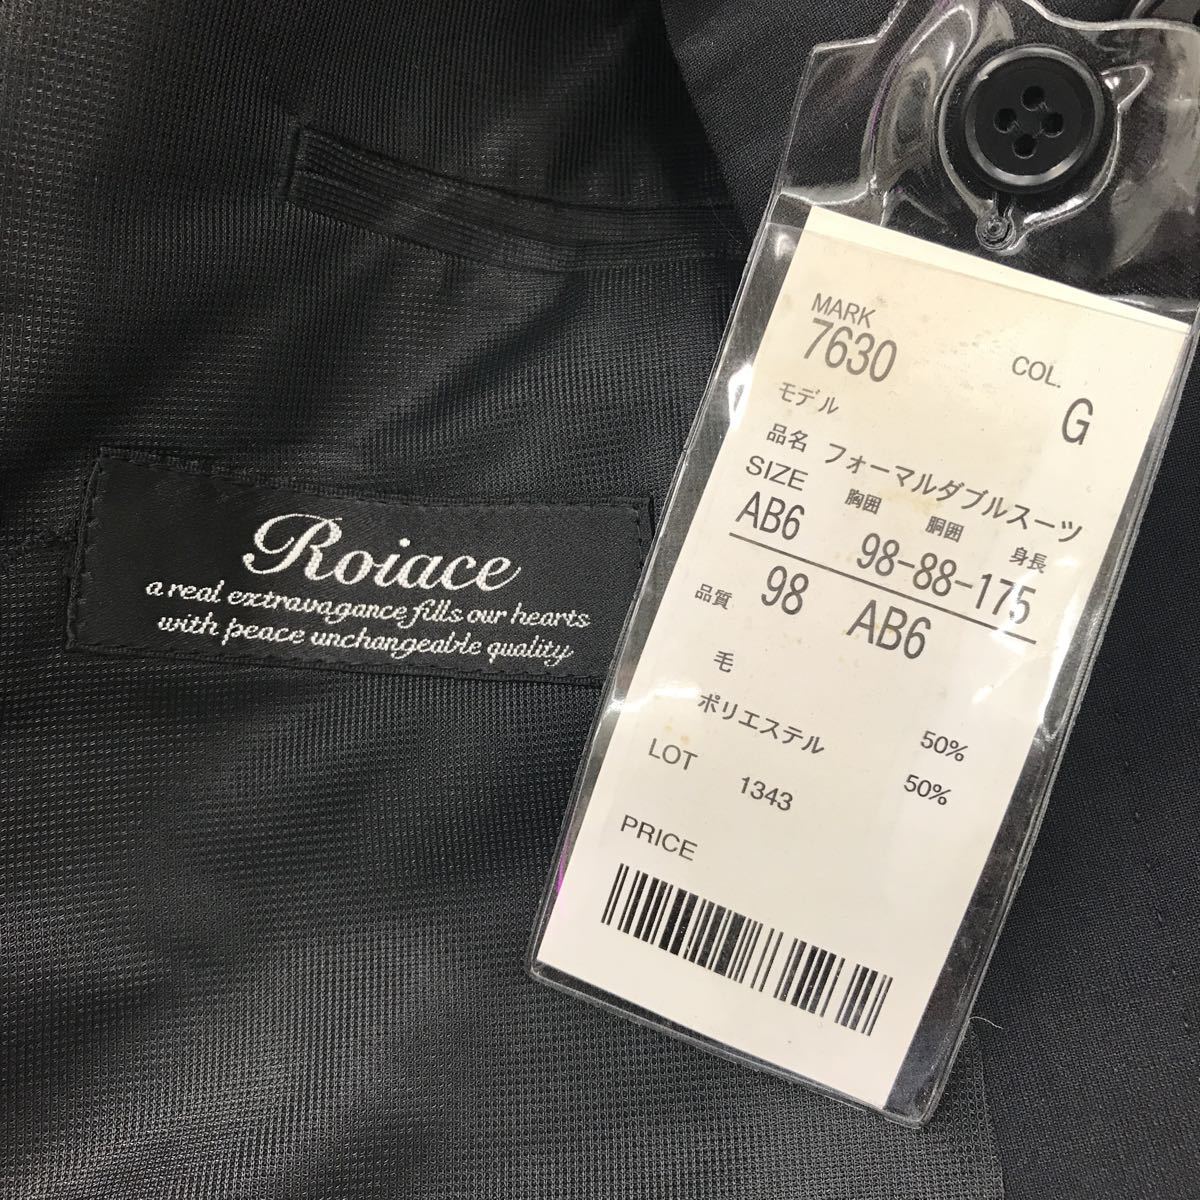 Roiace
a real extravagance fills our hearts
with peace unchangeable quality
MARK
7630
COL.
G
モデル
品名 フォーマルダブルスーツ
SIZE 胸囲 胴囲 身長
AB6 98-88-175
品質 98 AB6
毛 50%
ポリエステル 50%
LOT 1343
PRICE